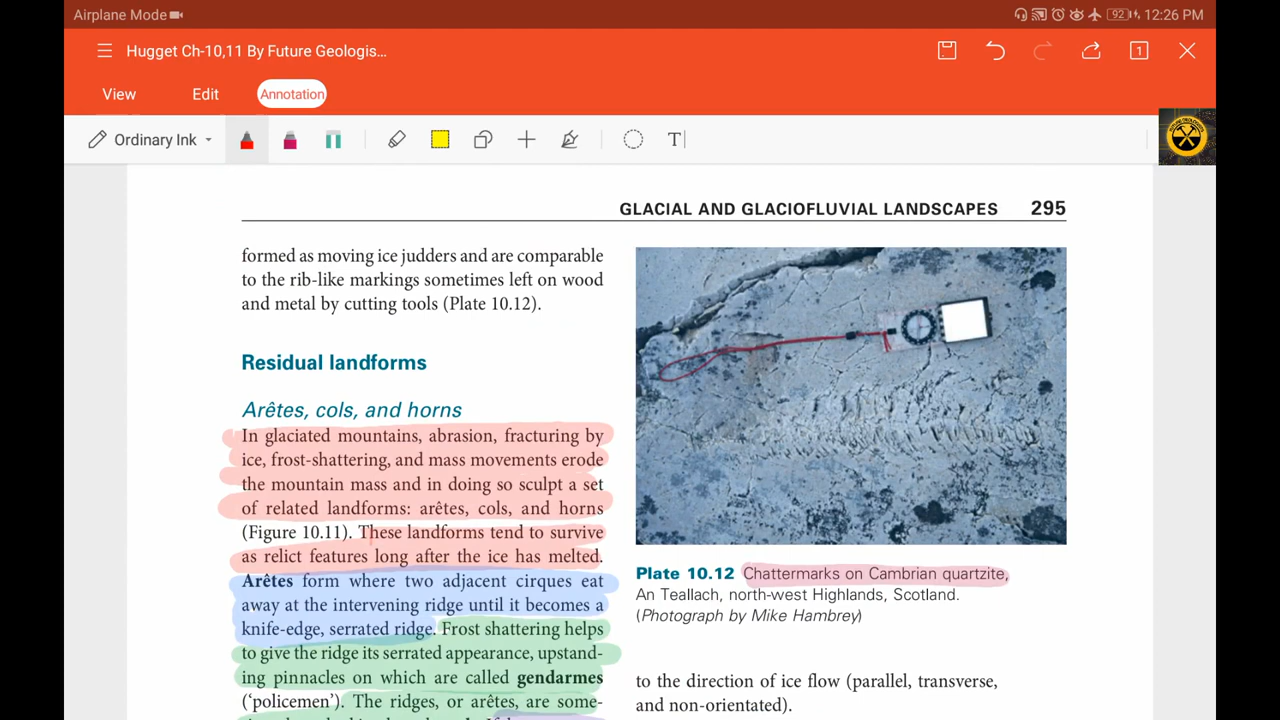 Airplane Mode
92
12:26 PM
Hugget Ch-10,11 By Future Geologis...
1
View
Edit
Annotation
Ordinary Ink
T
GLACIAL AND GLACIOFLUVIAL LANDSCAPES 295
formed as moving ice judders and are comparable
to the rib-like markings sometimes left on wood
and metal by cutting tools (Plate 10.12).
Residual landforms
Arêtes, cols, and horns
In glaciated mountains, abrasion, fracturing by
ice, frost-shattering, and mass movements erode
the mountain mass and in doing so sculpt a set
of related landforms: arêtes, cols, and horns
(Figure 10.11). These landforms tend to survive
as relict features long after the ice has melted.
Arêtes form where two adjacent cirques eat
away at the intervening ridge until it becomes a
knife-edge, serrated ridge. Frost shattering helps
to give the ridge its serrated appearance, upstand-
ing pinnacles on which are called gendarmes
('policemen'). The ridges, or arêtes, are some-
Plate 10.12 Chattermarks on Cambrian quartzite,
An Teallach, north-west Highlands, Scotland.
(Photograph by Mike Hambrey)
to the direction of ice flow (parallel, transverse,
and non-orientated).